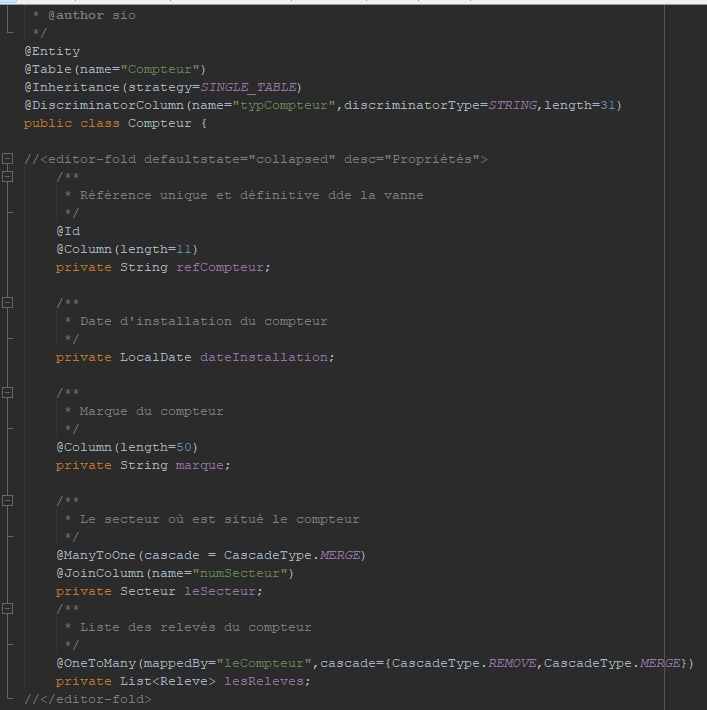 * @author sio
*/
@Entity
@Table(name="Compteur")
@Inheritance(strategy=SINGLE_TABLE)
@DiscriminatorColumn(name="typCompteur",discriminatorType=STRING,length=31)
public class Compteur {
//<editor-fold defaultstate="collapsed" desc="Propriétés">
/**
* Référence unique et définitive dde la vanne
*/
@Id
@Column(length=11)
private String refCompteur;
/**
* Date d'installation du compteur
*/
private LocalDate dateInstallation;
/**
* Marque du compteur
*/
@Column(length=50)
private String marque;
/**
* Le secteur où est situé le compteur
*/
@ManyToOne(cascade = CascadeType.MERGE)
@JoinColumn(name="numSecteur")
private Secteur leSecteur;
/**
* Liste des relevés du compteur
*/
@OneToMany(mappedBy="leCompteur",cascade={CascadeType.REMOVE,CascadeType.MERGE})
private List<Releve> lesReleves;
//</editor-fold>